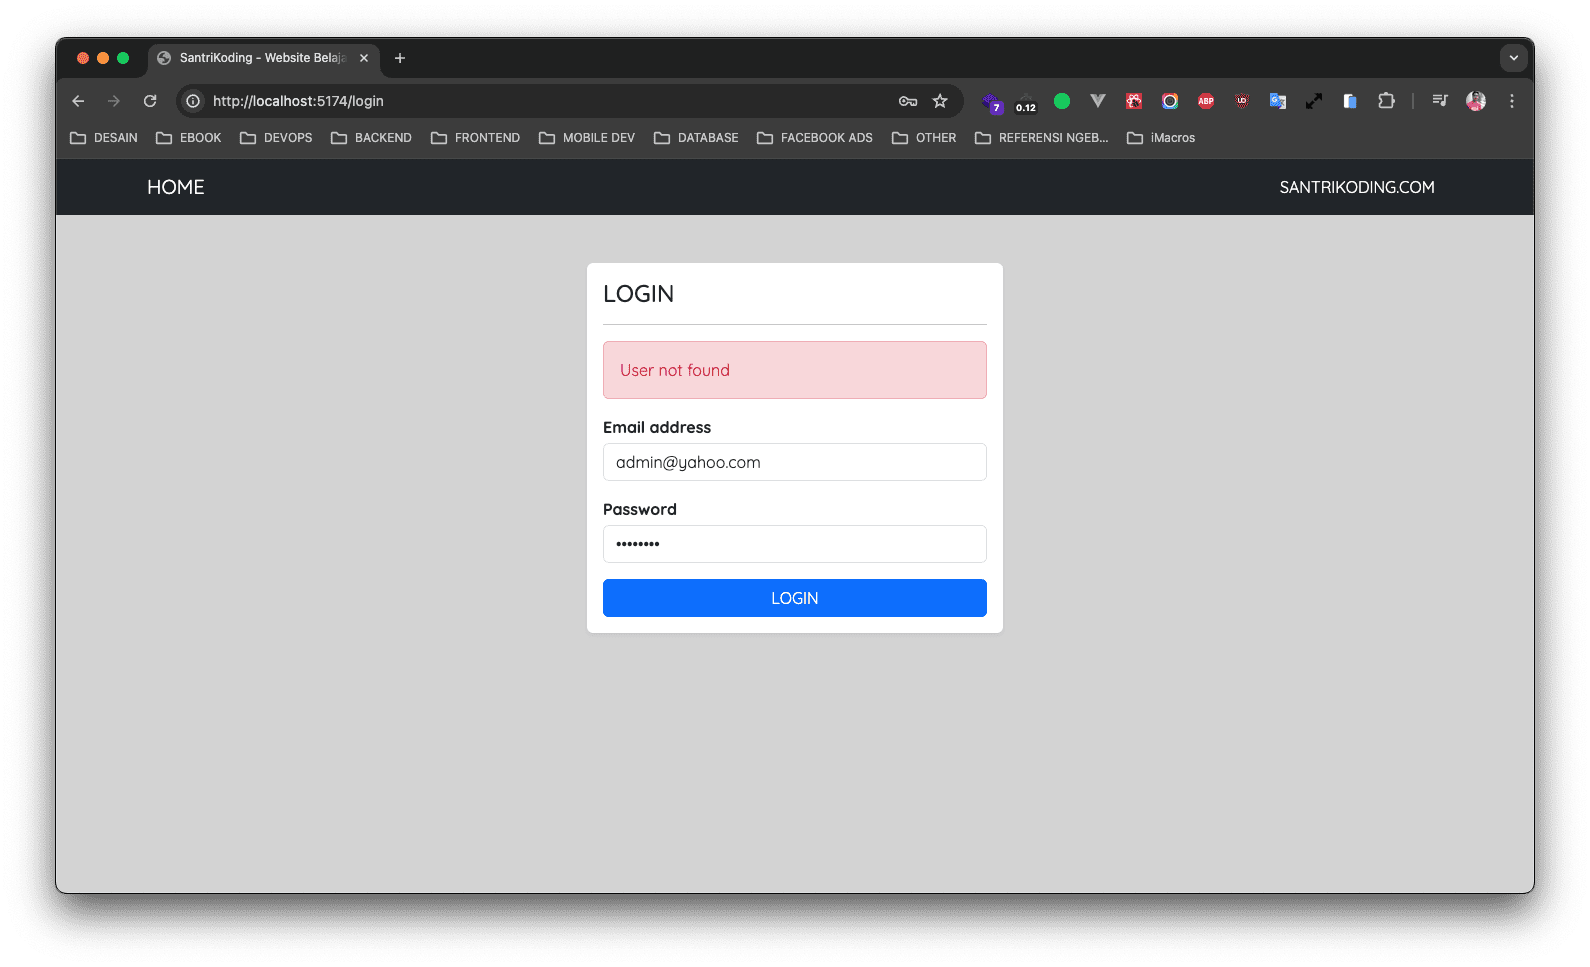 SantriKoding - Website Belaja
http://localhost:5174/login
7
0.12
ABP
DESAIN
EBOOK
DEVOPS
BACKEND
FRONTEND
MOBILE DEV
DATABASE
FACEBOOK ADS
OTHER
REFERENSI NGEB...
iMacros
HOME
SANTRIKODING.COM
LOGIN
User not found
Email address
admin@yahoo.com
Password
••••••••
LOGIN